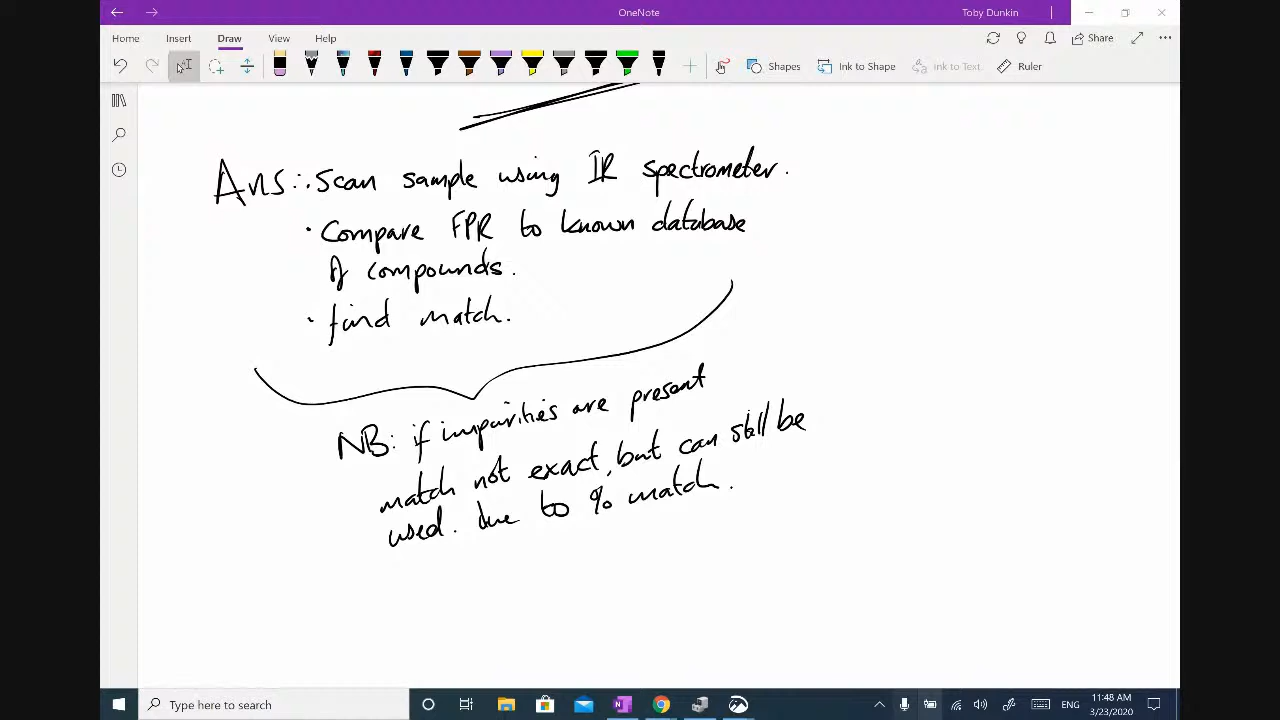 OneNote
Toby Dunkin
Home Insert Draw View Help
Share
Shapes
Ink to Shape
Ink to Text
Ruler
Ans: • Scan sample using IR spectrometer.
• Compare FPR to known database
of compounds.
• find match.
NB: if impurities are present
match not exact, but can still be
used. due to % match.
Type here to search
ENG
11:48 AM
3/23/2020